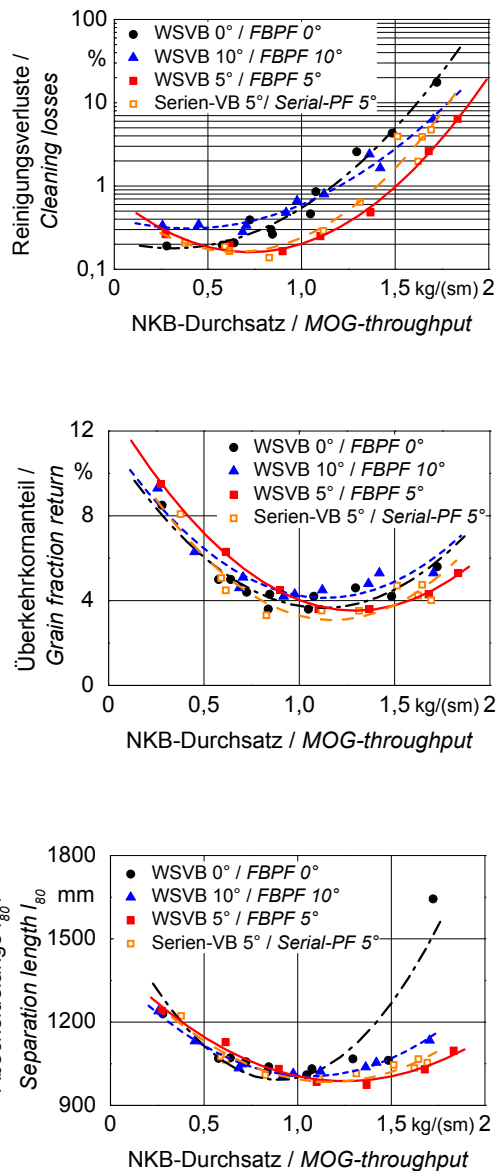 Reinigungsverluste /
Cleaning losses
100
%
10
1
0,1
WSVB 0° / FBPF 0°
WSVB 10° / FBPF 10°
WSVB 5° / FBPF 5°
Serien-VB 5°/ Serial-PF 5°
0 0,5 1,0 1,5 kg/(sm) 2
NKB-Durchsatz / MOG-throughput
Überkehrkornanteil /
Grain fraction return
12
%
8
4
0
WSVB 0° / FBPF 0°
WSVB 10° / FBPF 10°
WSVB 5° / FBPF 5°
Serien-VB 5° / Serial-PF 5°
0 0,5 1,0 1,5 kg/(sm) 2
NKB-Durchsatz / MOG-throughput
Separation length l80
1800
mm
1500
1200
900
WSVB 0° / FBPF 0°
WSVB 10° / FBPF 10°
WSVB 5° / FBPF 5°
Serien-VB 5° / Serial-PF 5°
0 0,5 1,0 1,5 kg/(sm) 2
NKB-Durchsatz / MOG-throughput